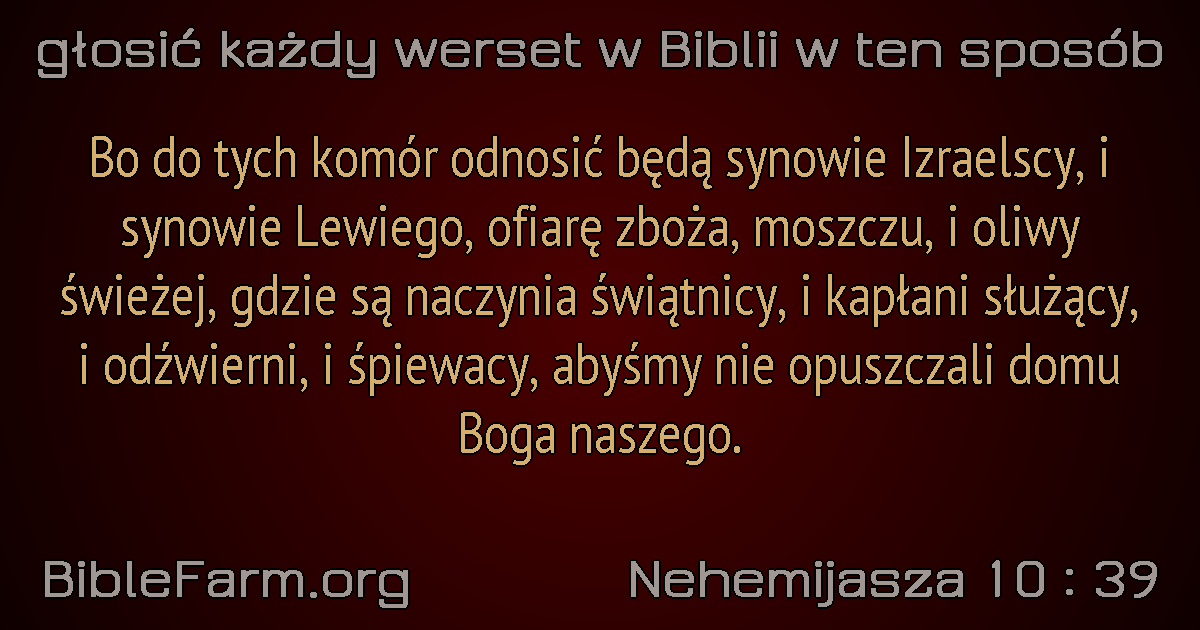 głosić każdy werset w Biblii w ten sposób
Bo do tych komór odnosić będą synowie Izraelscy, i
synowie Lewiego, ofiarę zboża, moszczu, i oliwy
świeżej, gdzie są naczynia świątnicy, i kapłani służący,
i odźwierni, i śpiewacy, abyśmy nie opuszczali domu
Boga naszego.
BibleFarm.org
Nehemijasza 10 : 39